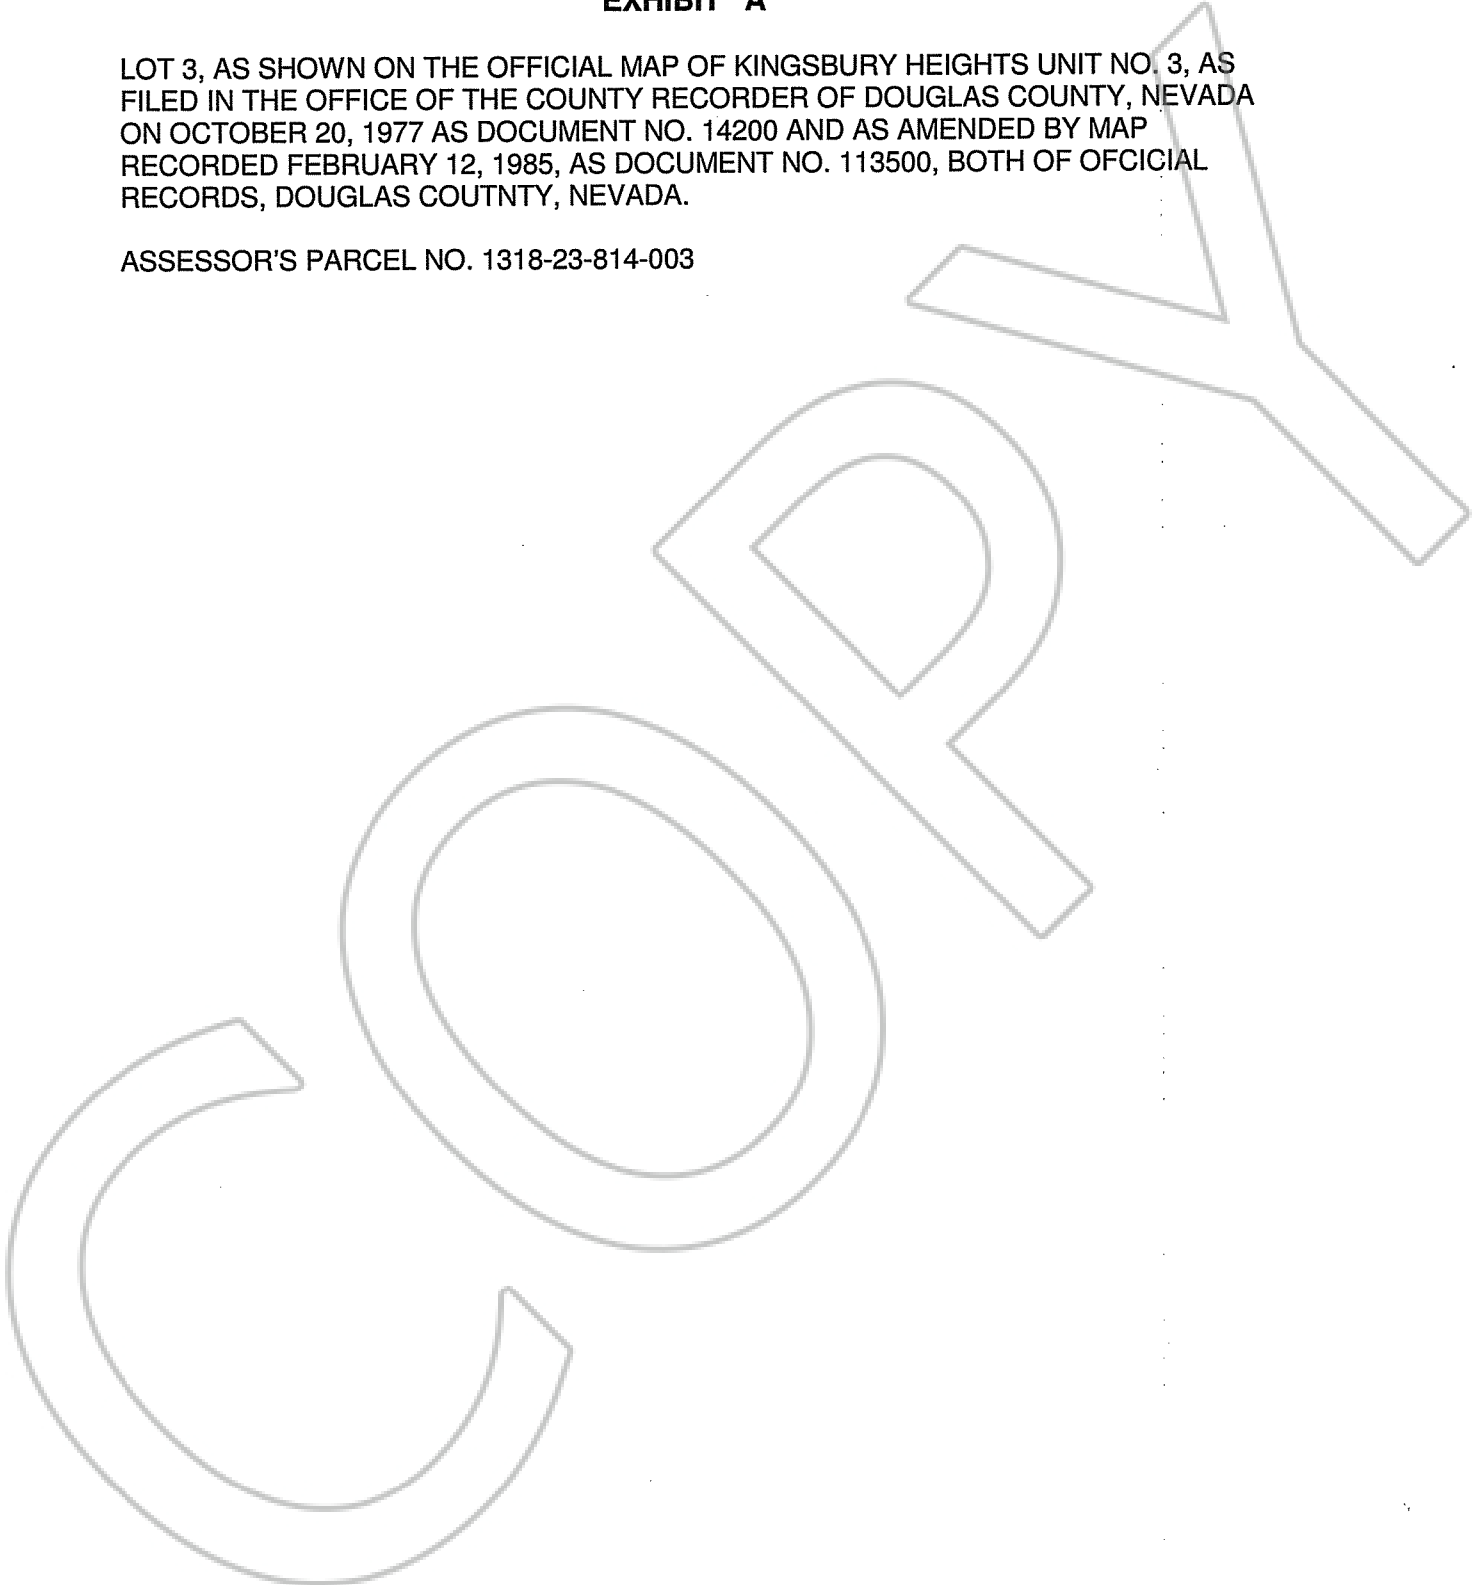 EXHIBIT "A"
LOT 3, AS SHOWN ON THE OFFICIAL MAP OF KINGSBURY HEIGHTS UNIT NO. 3, AS
FILED IN THE OFFICE OF THE COUNTY RECORDER OF DOUGLAS COUNTY, NEVADA
ON OCTOBER 20, 1977 AS DOCUMENT NO. 14200 AND AS AMENDED BY MAP
RECORDED FEBRUARY 12, 1985, AS DOCUMENT NO. 113500, BOTH OF OFCICIAL
RECORDS, DOUGLAS COUTNTY, NEVADA.
ASSESSOR'S PARCEL NO. 1318-23-814-003
COPY